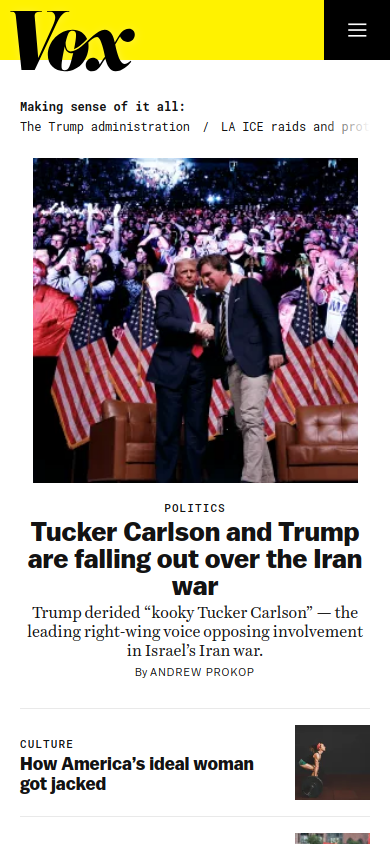 Vox
Making sense of it all:
The Trump administration / LA ICE raids and prot
POLITICS
Tucker Carlson and Trump
are falling out over the Iran
war
Trump derided “kooky Tucker Carlson” — the
leading right-wing voice opposing involvement
in Israel’s Iran war.
By ANDREW PROKOP
CULTURE
How America’s ideal woman
got jacked